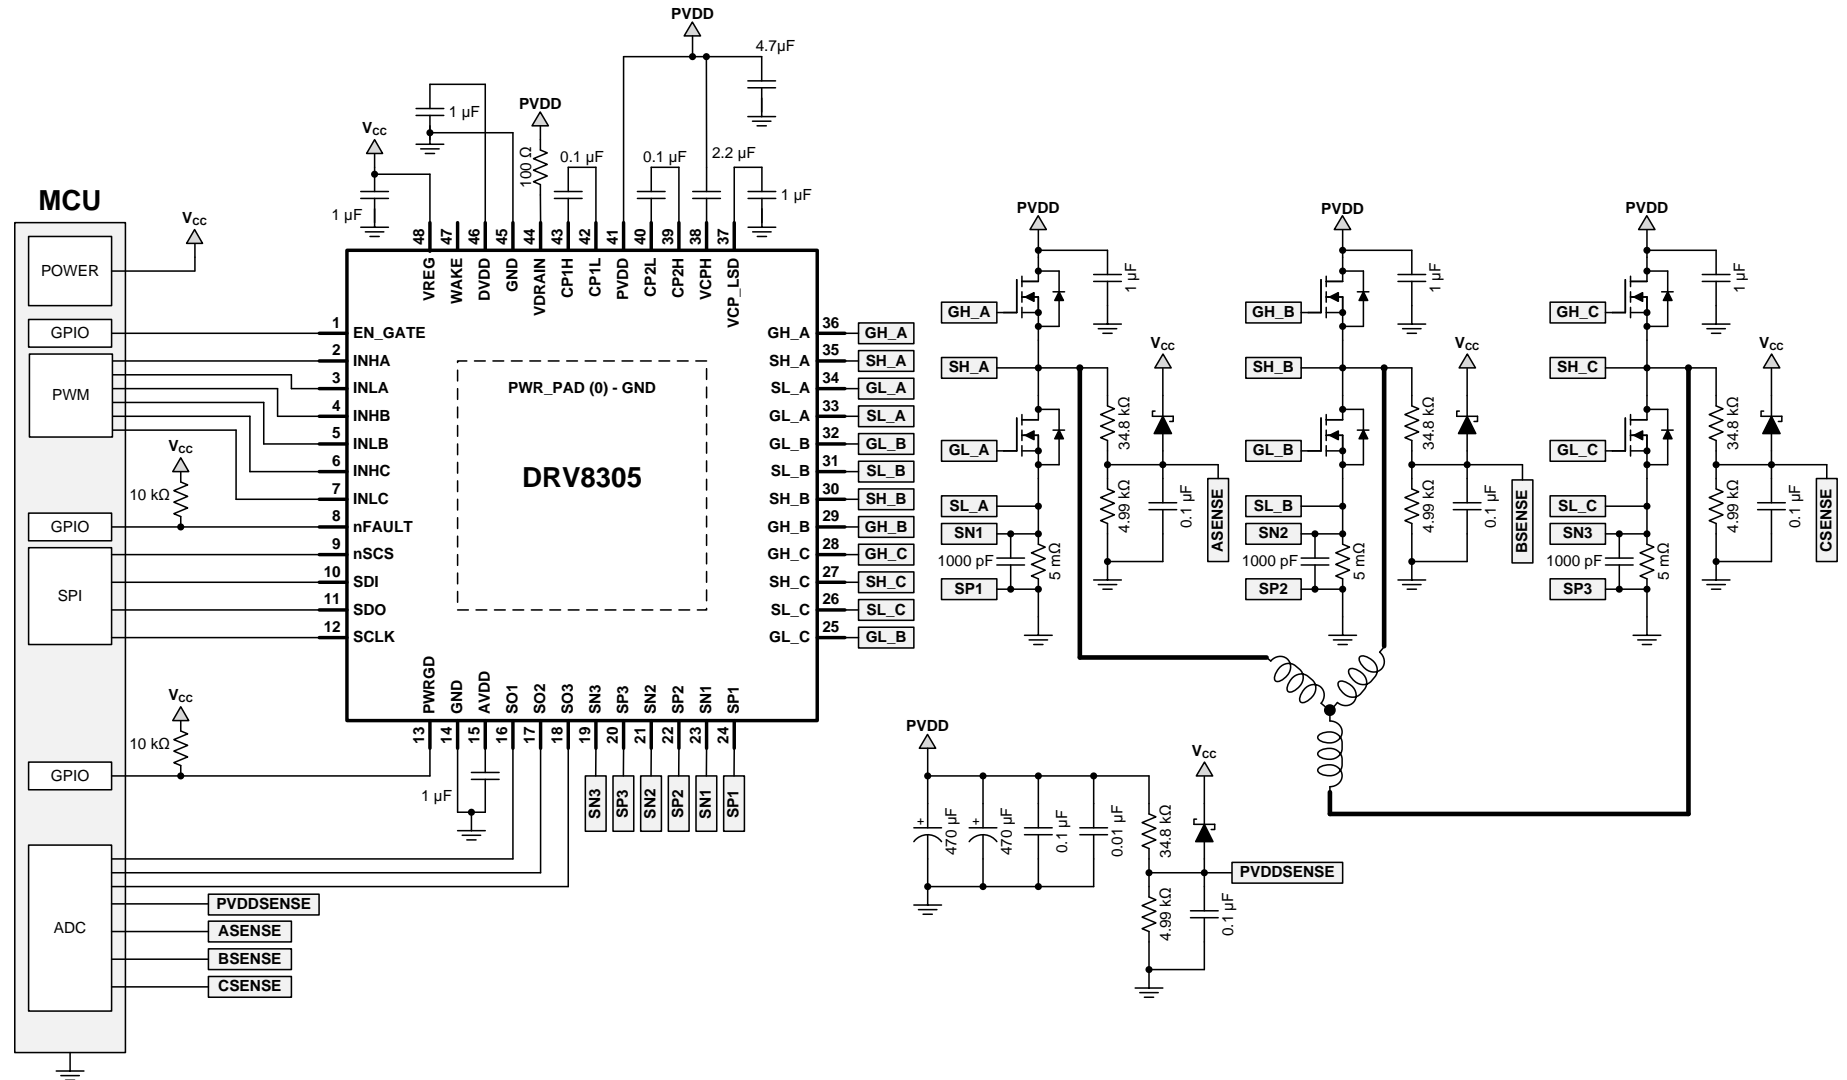 PVDD
4.7µF
1 µF
PVDD
VCC
100 Ω
0.1 µF
0.1 µF
2.2 µF
1 µF
1 µF
MCU
VCC
POWER
GPIO
PWM
VCC
10 kΩ
GPIO
SPI
VCC
10 kΩ
GPIO
ADC
PVDDSENSE
ASENSE
BSENSE
CSENSE
48 VREG
47 WAKE
46 DVDD
45 GND
44 VDRAIN
43 CP1H
42 CP1L
41 PVDD
40 CP2L
39 CP2H
38 VCPH
37 VCP_LSD
1 EN_GATE
2 INHA
3 INLA
4 INHB
5 INLB
6 INHC
7 INLC
8 nFAULT
9 nSCS
10 SDI
11 SDO
12 SCLK
PWR_PAD (0) - GND
DRV8305
GH_A 36 GH_A
SH_A 35 SH_A
SL_A 34 GL_A
GL_A 33 SL_A
GL_B 32 GL_B
SL_B 31 SL_B
SH_B 30 SH_B
GH_B 29 GH_B
GH_C 28 GH_C
SH_C 27 SH_C
SL_C 26 SL_C
GL_C 25 GL_B
PWRGD 13
GND 14
AVDD 15
SO1 16
SO2 17
SO3 18
SN3 19 SN3
SP3 20 SP3
SN2 21 SN2
SP2 22 SP2
SN1 23 SN1
SP1 24 SP1
1 µF
PVDD
1 µF
GH_A
VCC
SH_A
34.8 kΩ
GL_A
SL_A
4.99 kΩ
0.1 µF
ASENSE
SN1
1000 pF
5 mΩ
SP1
PVDD
1 µF
GH_B
VCC
SH_B
34.8 kΩ
GL_B
SL_B
4.99 kΩ
0.1 µF
BSENSE
SN2
1000 pF
5 mΩ
SP2
PVDD
1 µF
GH_C
VCC
SH_C
34.8 kΩ
GL_C
SL_C
4.99 kΩ
0.1 µF
CSENSE
SN3
1000 pF
5 mΩ
SP3
PVDD
VCC
+
470 µF
+
470 µF
0.1 µF
0.01 µF
34.8 kΩ
PVDDSENSE
4.99 kΩ
0.1 µF